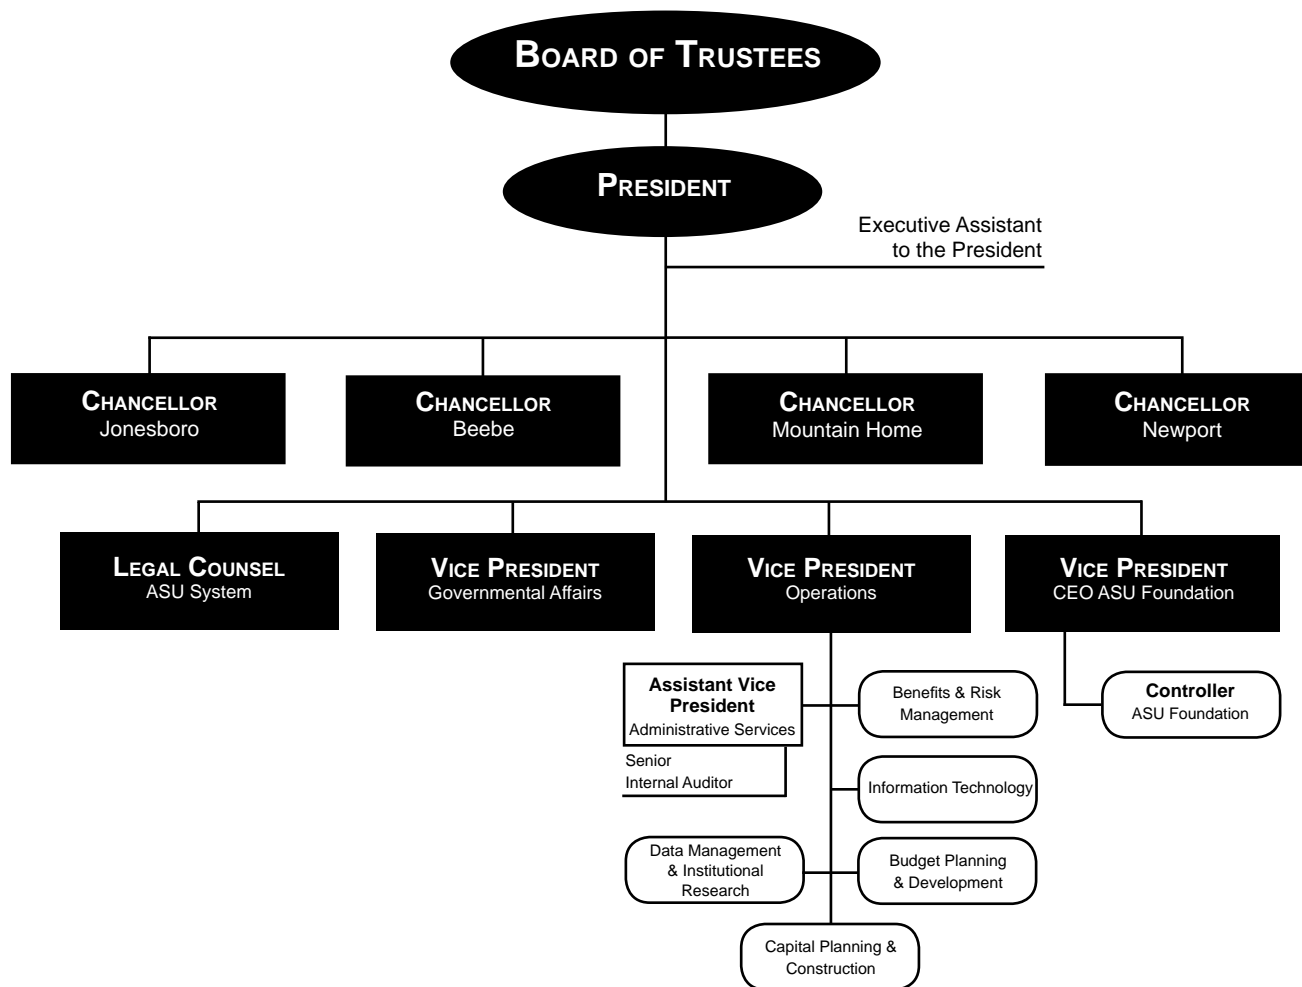 BOARD OF TRUSTEES
PRESIDENT
Executive Assistant
to the President
CHANCELLOR
Jonesboro
CHANCELLOR
Beebe
CHANCELLOR
Mountain Home
CHANCELLOR
Newport
LEGAL COUNSEL
ASU System
VICE PRESIDENT
Governmental Affairs
VICE PRESIDENT
Operations
VICE PRESIDENT
CEO ASU Foundation
Assistant Vice
President
Administrative Services
Senior
Internal Auditor
Benefits & Risk
Management
Controller
ASU Foundation
Information Technology
Data Management
& Institutional
Research
Budget Planning
& Development
Capital Planning &
Construction